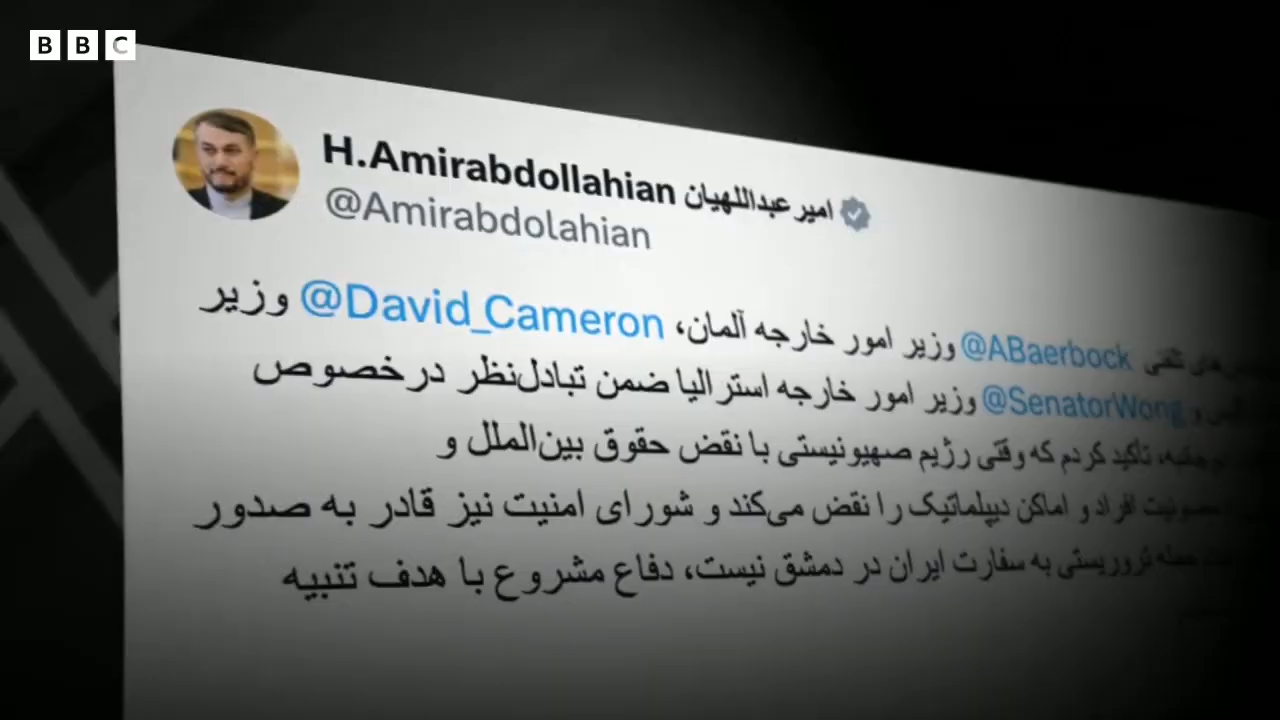 BBC
H.Amirabdollahian امیرعبداللهیان
@Amirabdolahian
تلفنی @ABaerbock وزیر امور خارجه آلمان، @David_Cameron وزیر
و @SenatorWong وزیر امور خارجه استرالیا ضمن تبادل‌نظر درخصوص
تاکید کردم که وقتی رژیم صهیونیستی با نقض حقوق بین‌الملل و
مصونیت افراد و اماکن دیپلماتیک را نقض می‌کند و شورای امنیت نیز قادر به صدور
حمله تروریستی به سفارت ایران در دمشق نیست، دفاع مشروع با هدف تنبیه